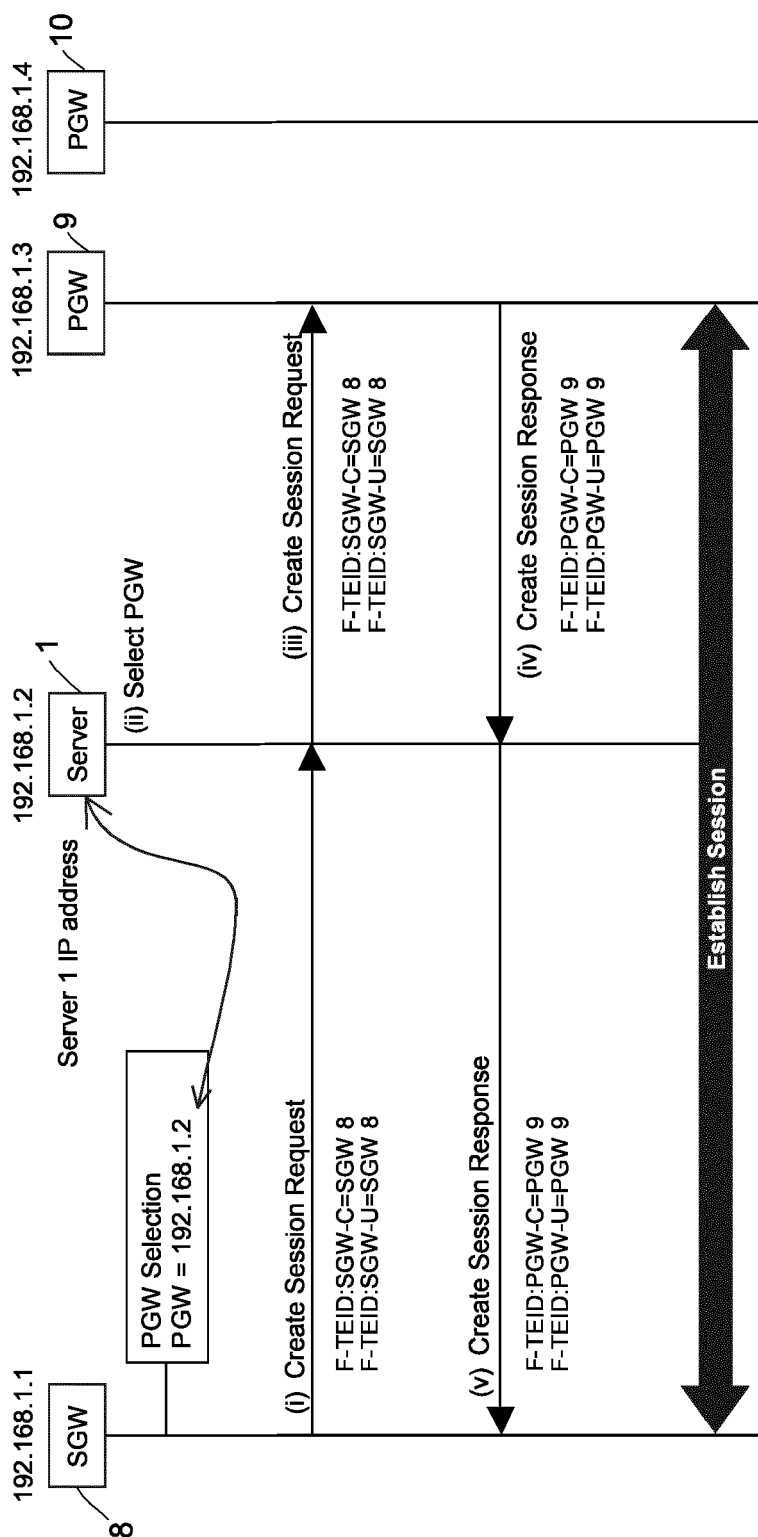 192.168.1.1
SGW
8
192.168.1.2
Server
1
192.168.1.3
PGW
9
192.168.1.4
PGW
10
Server 1 IP address
PGW Selection
PGW = 192.168.1.2
(ii) Select PGW
(i) Create Session Request
F-TEID:SGW-C=SGW 8
F-TEID:SGW-U=SGW 8
(iii) Create Session Request
F-TEID:SGW-C=SGW 8
F-TEID:SGW-U=SGW 8
(iv) Create Session Response
F-TEID:PGW-C=PGW 9
F-TEID:PGW-U=PGW 9
(v) Create Session Response
F-TEID:PGW-C=PGW 9
F-TEID:PGW-U=PGW 9
Establish Session